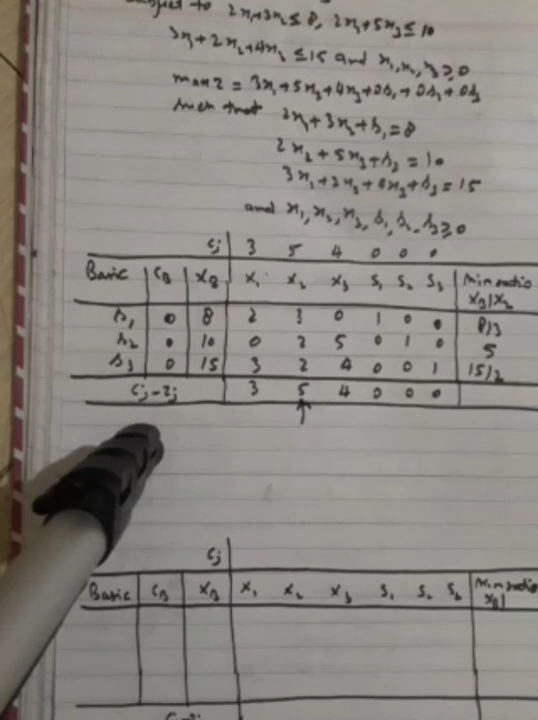 subject to 2x₁+3x₂ ≤ 8, 2x₂+5x₃ ≤ 10
3x₁+2x₂+4x₃ ≤ 15 and x₁,x₂,x₃ ≥ 0
max Z = 3x₁+5x₂+4x₃+0s₁+0s₂+0s₃
such that 2x₁+3x₂+s₁=8
2x₂+5x₃+s₂=10
3x₁+2x₂+4x₃+s₃=15
and x₁,x₂,x₃,s₁,s₂,s₃≥0
Cj 3 5 4 0 0 0
Basic CB XB X₁ X₂ X₃ S₁ S₂ S₃ Min ratio XB/X₂
s₁ 0 8 2 3 0 1 0 0 8/3
s₂ 0 10 0 2 5 0 1 0 5
s₃ 0 15 3 2 4 0 0 1 15/2
Cj-Zj 3 5 4 0 0 0
↑
Cj
Basic CB XB X₁ X₂ X₃ S₁ S₂ S₃ Min ratio XB/
Cj-Zj